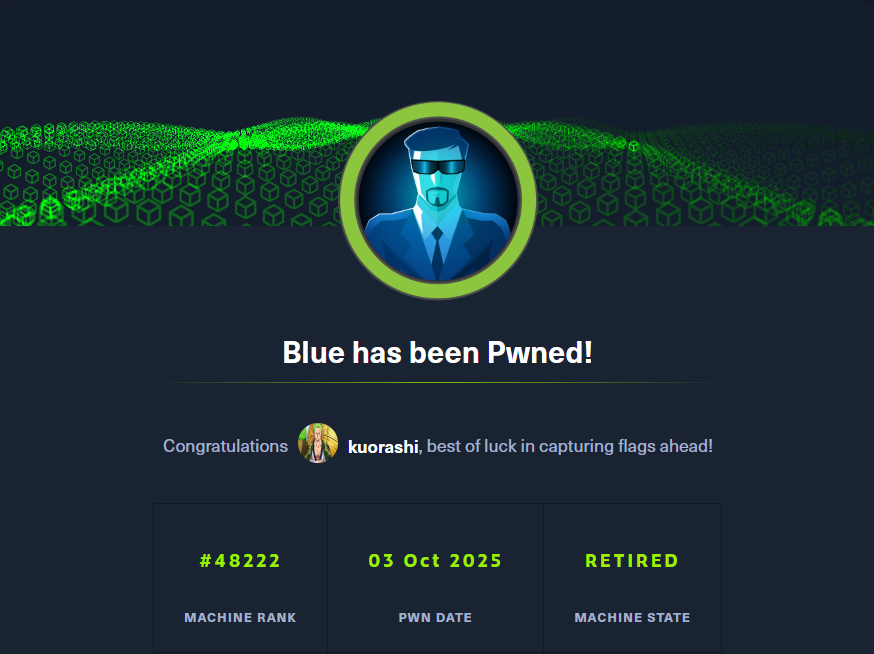 Blue has been Pwned!
Congratulations kuorashi, best of luck in capturing flags ahead!
#48222 03 Oct 2025 RETIRED
MACHINE RANK PWN DATE MACHINE STATE